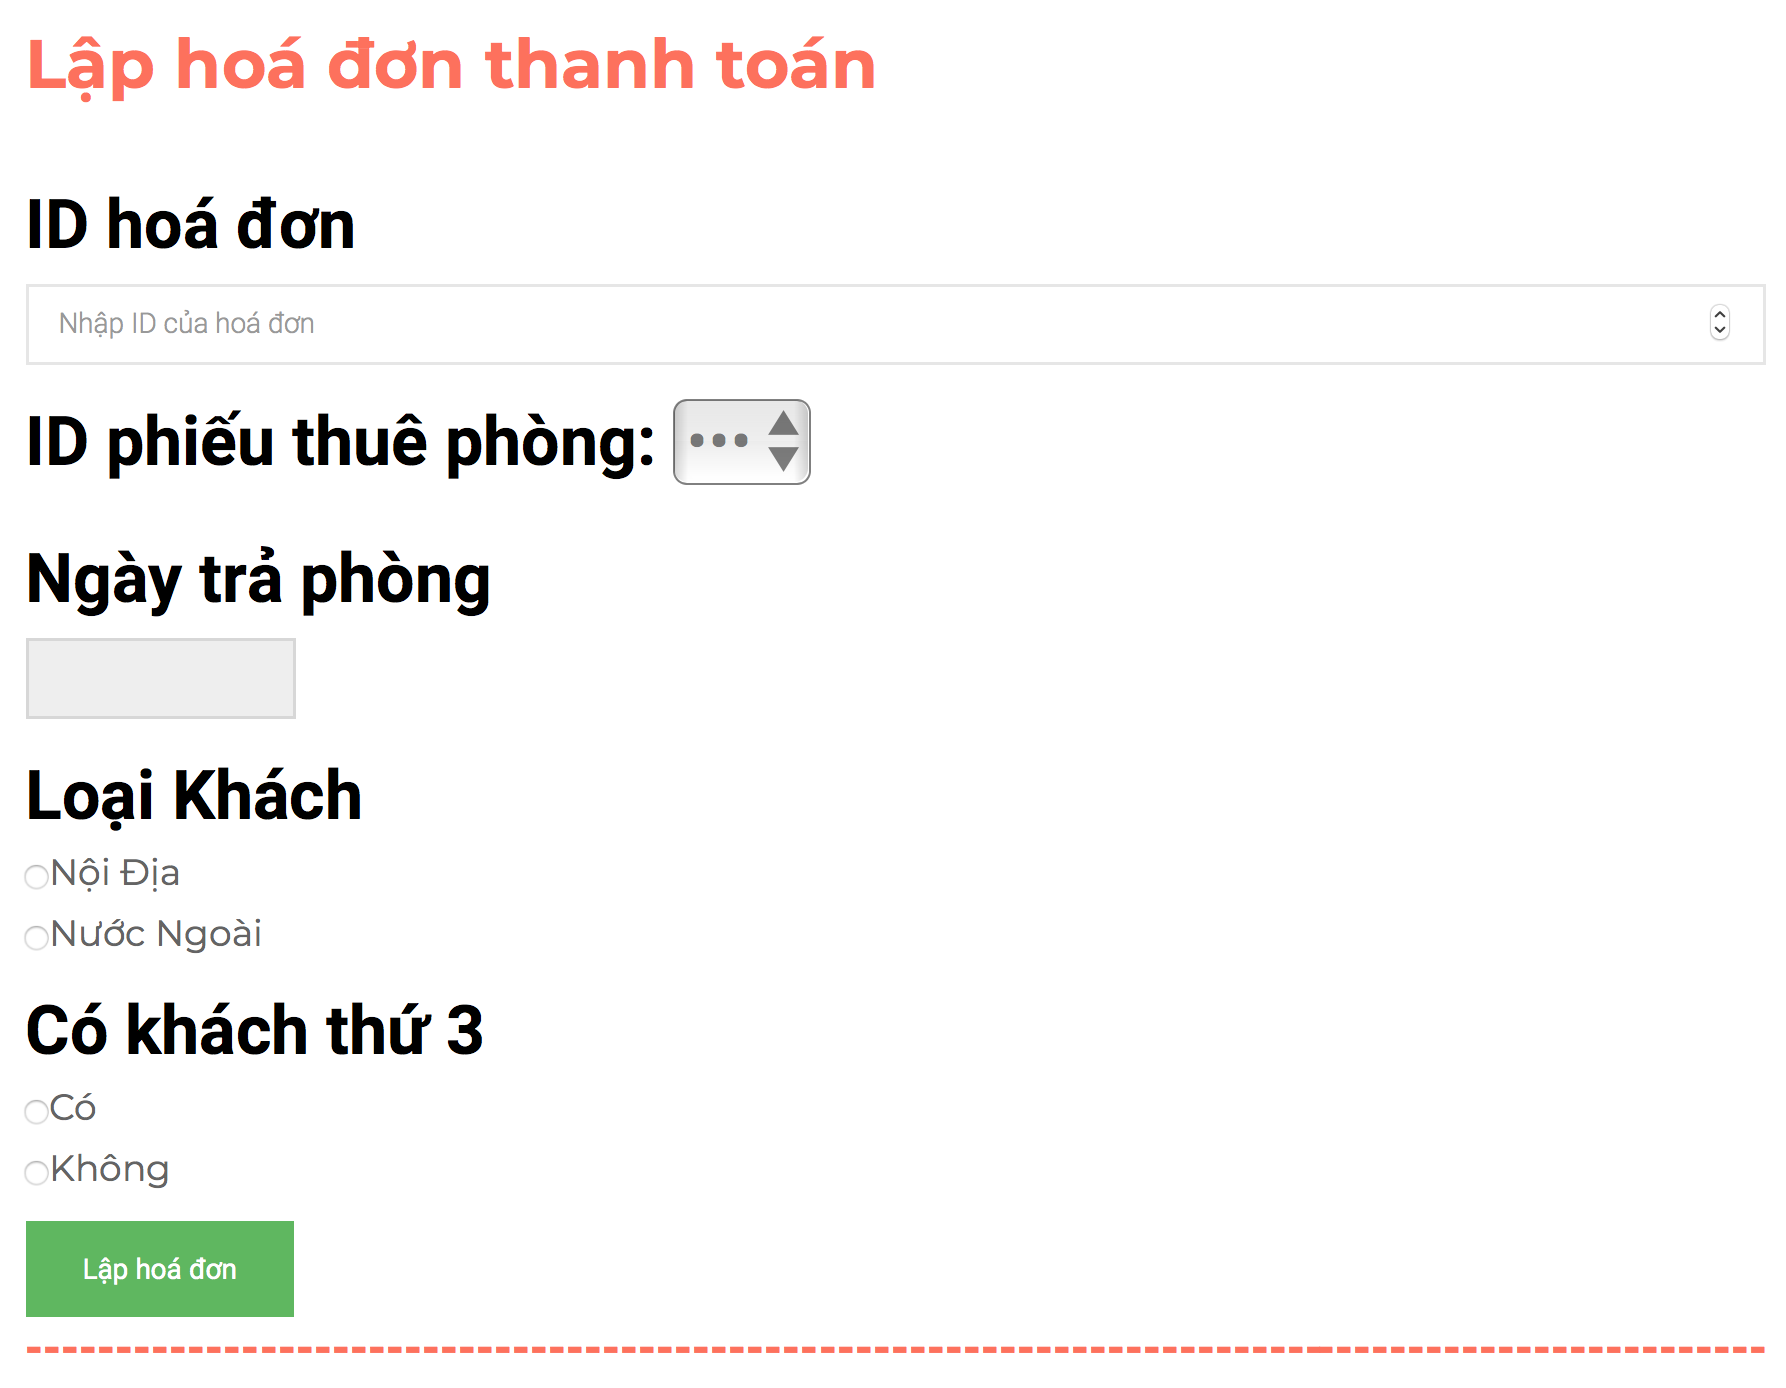 Lập hoá đơn thanh toán
ID hoá đơn
Nhập ID của hoá đơn
ID phiếu thuê phòng: •••
Ngày trả phòng
Loại Khách
Nội Địa
Nước Ngoài
Có khách thứ 3
Có
Không
Lập hoá đơn